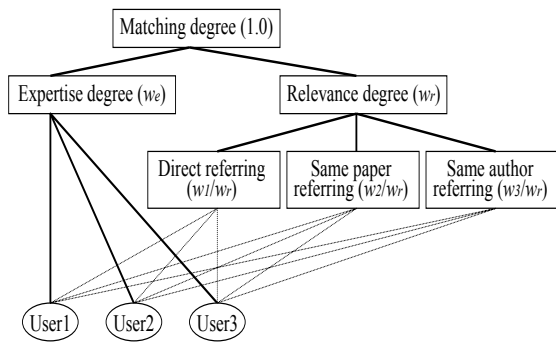 Matching degree (1.0)
Expertise degree (we)
Relevance degree (wr)
Direct referring
(w1/wr)
Same paper
referring (w2/wr)
Same author
referring (w3/wr)
User1
User2
User3